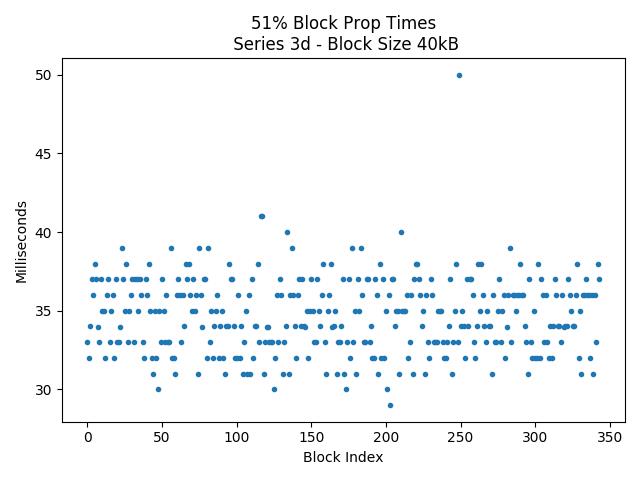 51% Block Prop Times
Series 3d - Block Size 40kB
50
45
40
35
30
Milliseconds
0 50 100 150 200 250 300 350
Block Index